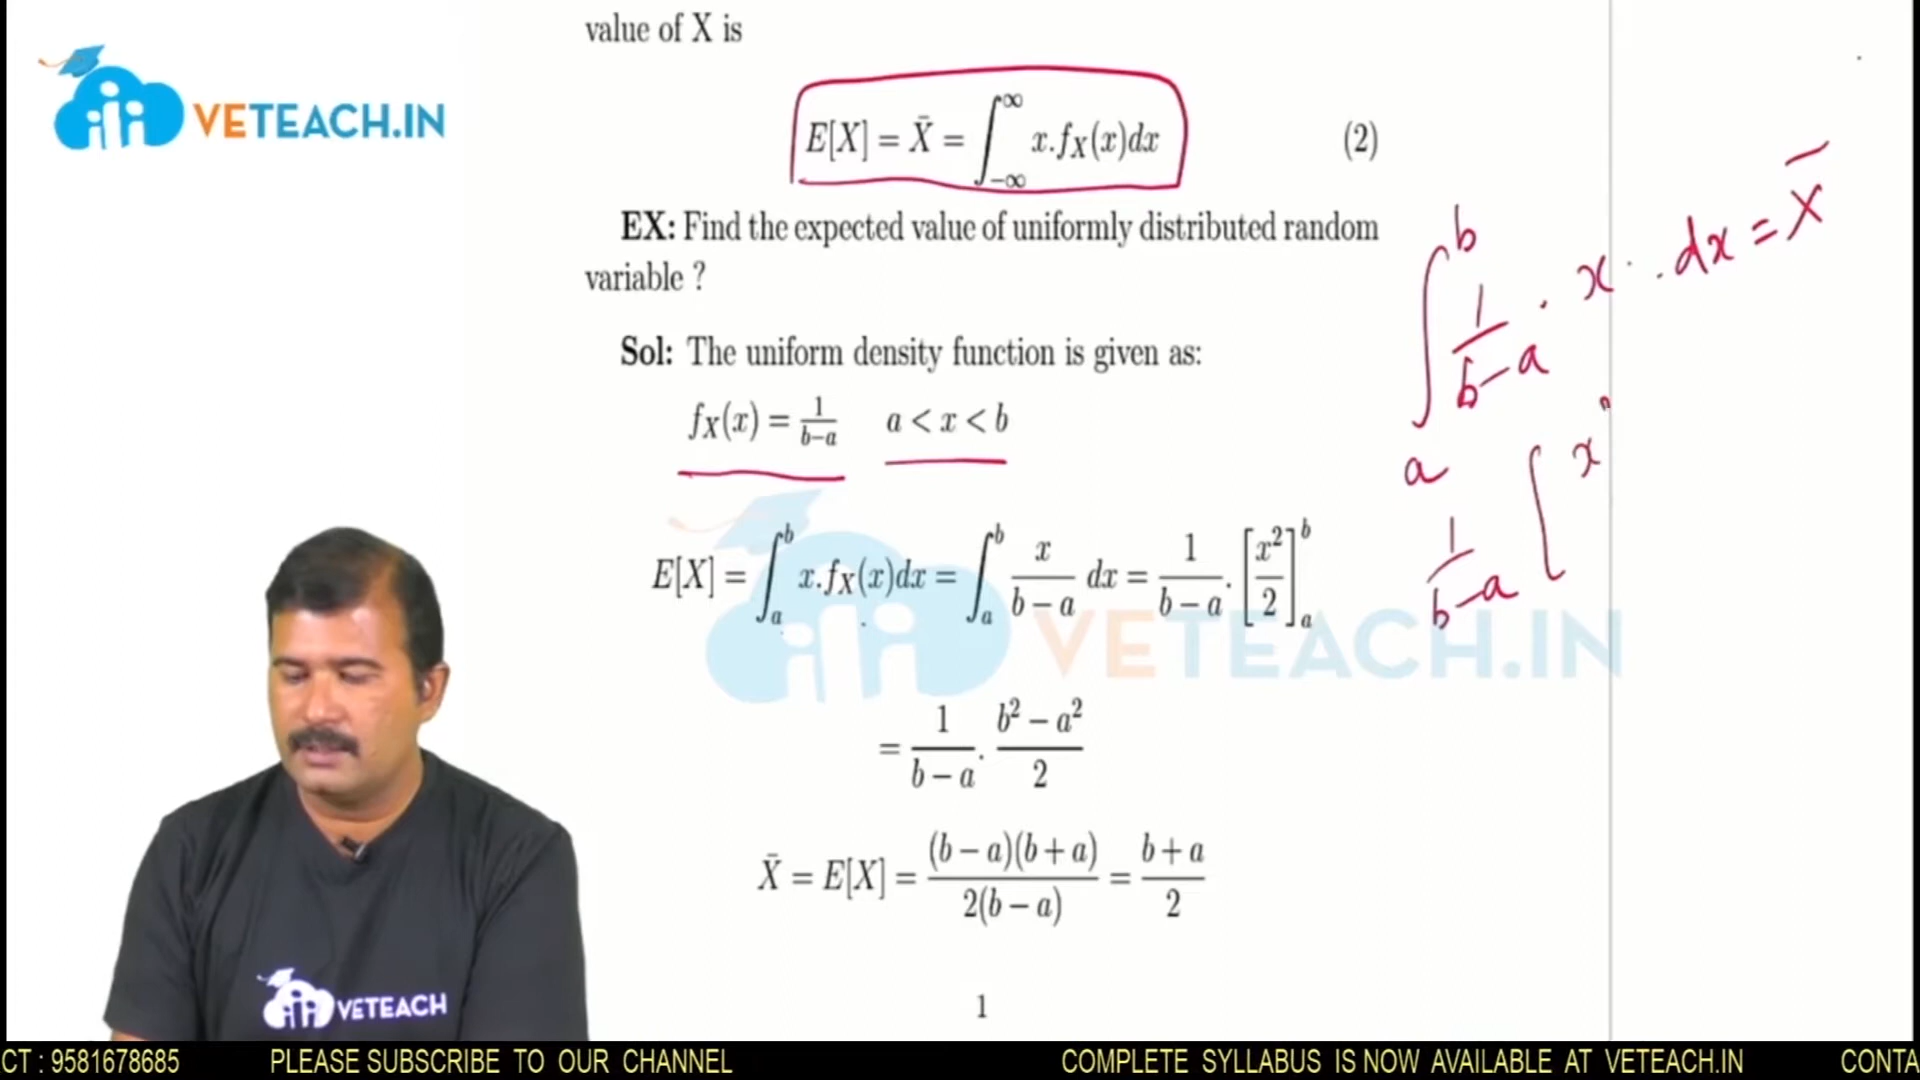 value of X is
VETEACH.IN
E[X] = X̄ = ∫_{-∞}^{∞} x.f_X(x)dx (2)
EX: Find the expected value of uniformly distributed random
variable ?
Sol: The uniform density function is given as:
f_X(x) = 1/(b−a) a < x < b
E[X] = ∫_a^b x.f_X(x)dx = ∫_a^b x/(b − a) dx = 1/(b − a) . [x²/2]_a^b
= 1/(b − a) . (b² − a²)/2
X̄ = E[X] = (b − a)(b + a)/2(b − a) = (b + a)/2
1
∫_a^b 1/(b−a) . x . dx = X̄
1/(b−a) [x
VETEACH.IN
VETEACH
CT : 9581678685 PLEASE SUBSCRIBE TO OUR CHANNEL COMPLETE SYLLABUS IS NOW AVAILABLE AT VETEACH.IN CONTA